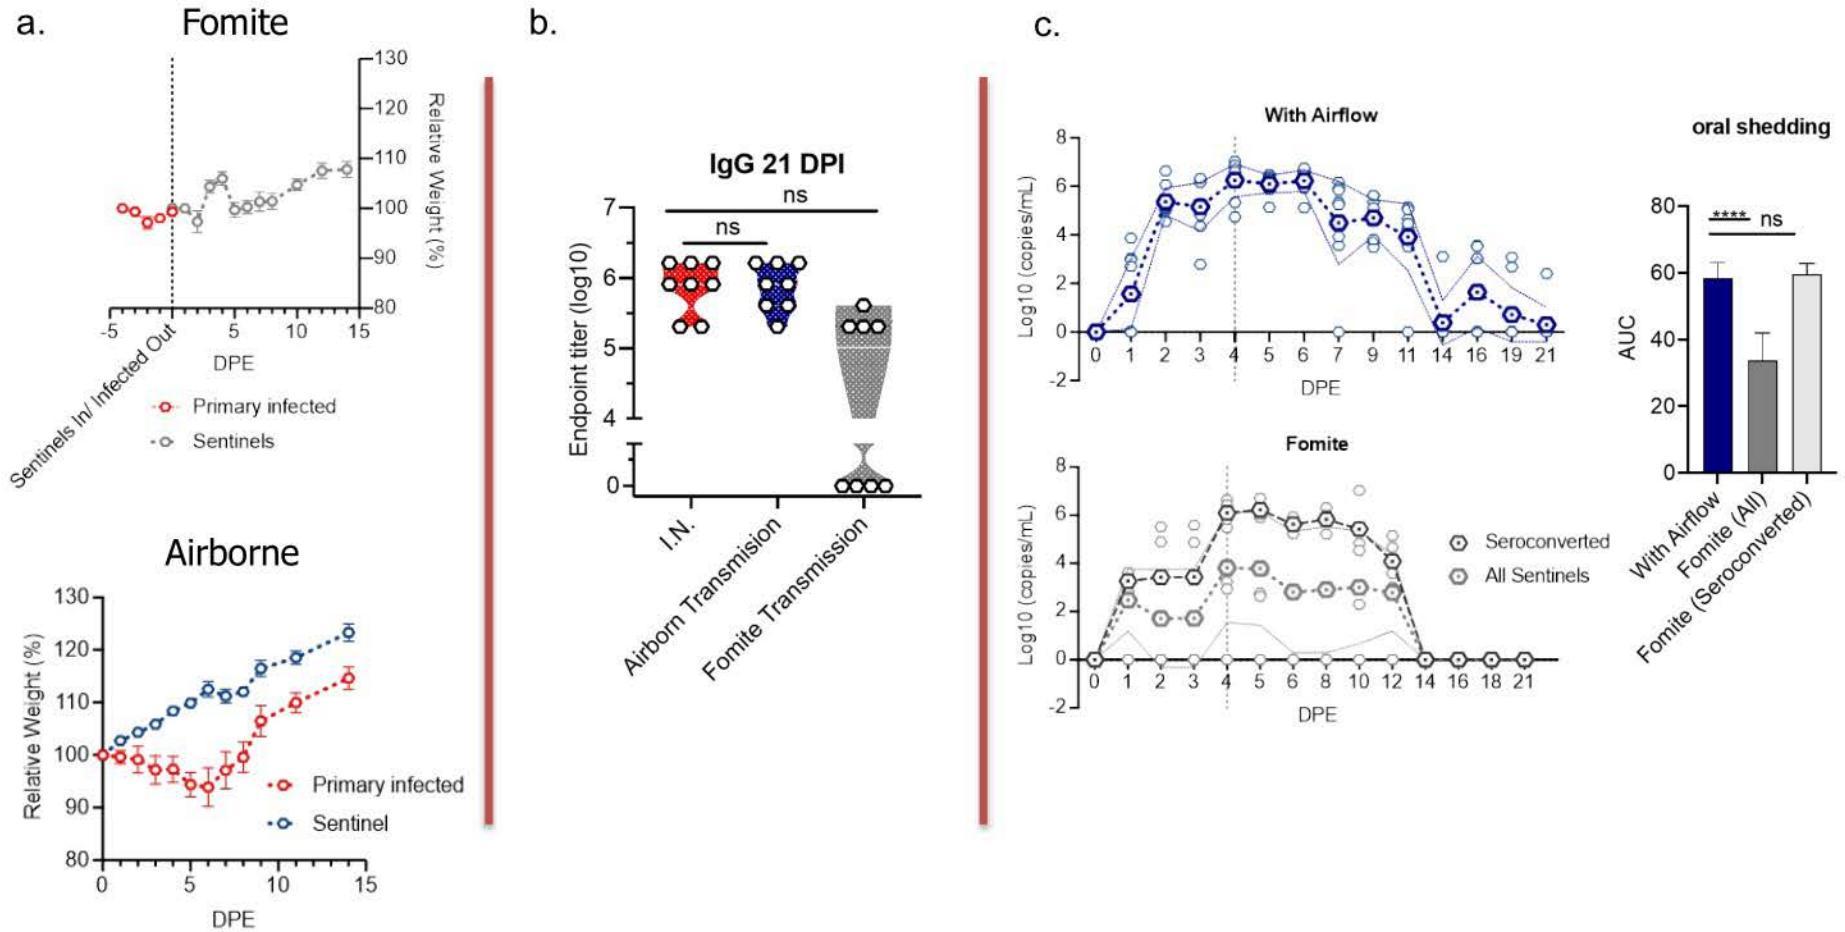 a.
Fomite
130
120
110
100
90
80
Relative Weight (%)
-5
5
10
15
Sentinels In/ Infected Out
DPE
Primary infected
Sentinels
Airborne
130
120
110
100
90
80
Relative Weight (%)
0
5
10
15
DPE
Primary infected
Sentinel
b.
IgG 21 DPI
ns
ns
7
6
5
4
0
Endpoint titer (log10)
I.N.
Airborn Transmision
Fomite Transmission
c.
With Airflow
8
6
4
2
0
-2
Log10 (copies/mL)
0 1 2 3 4 5 6 7 9 11 14 16 19 21
DPE
Fomite
8
6
4
2
0
-2
Log10 (copies/mL)
0 1 2 3 4 5 6 8 10 12 14 16 18 21
DPE
Seroconverted
All Sentinels
oral shedding
**** ns
80
60
40
20
0
AUC
With Airflow
Fomite (All)
Fomite (Seroconverted)